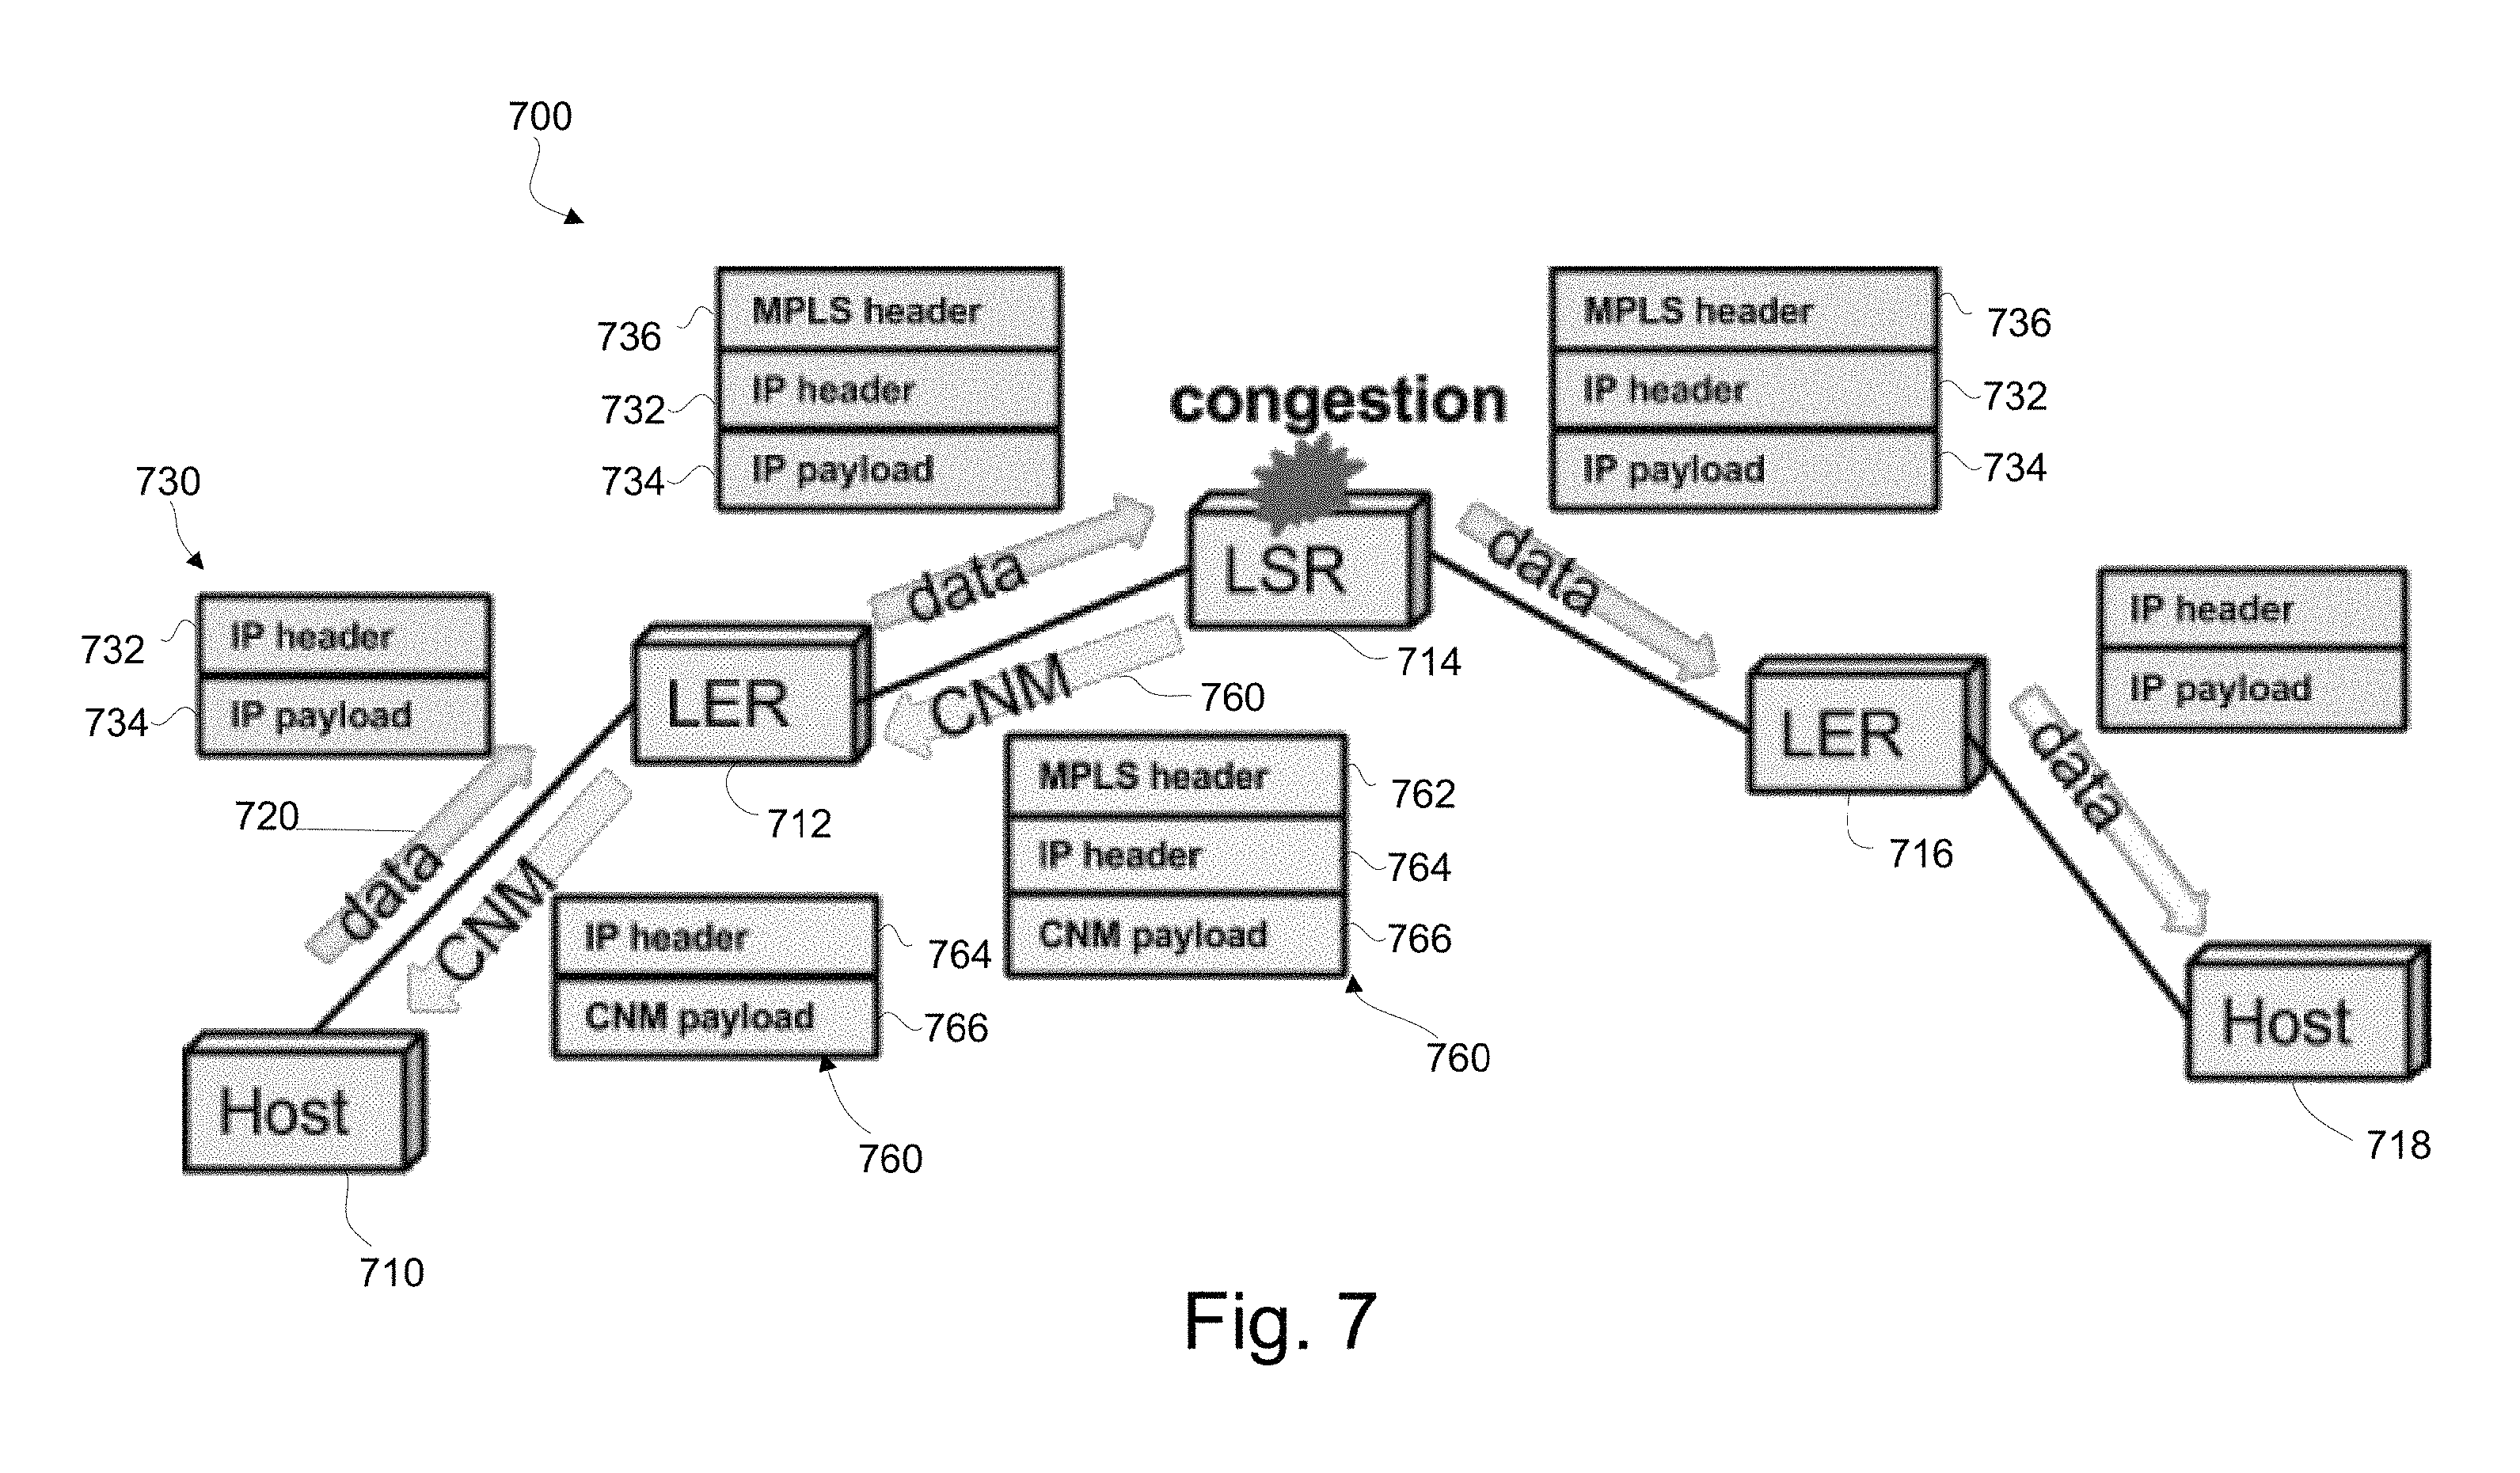 700
MPLS header
IP header
IP payload
736
732
734
MPLS header
IP header
IP payload
736
732
734
congestion
730
IP header
IP payload
732
734
data
LSR
714
data
IP header
IP payload
LER
712
CNM
760
LER
716
data
720
data
CNM
MPLS header
IP header
CNM payload
762
764
766
760
IP header
CNM payload
764
766
760
Host
710
Host
718
Fig. 7